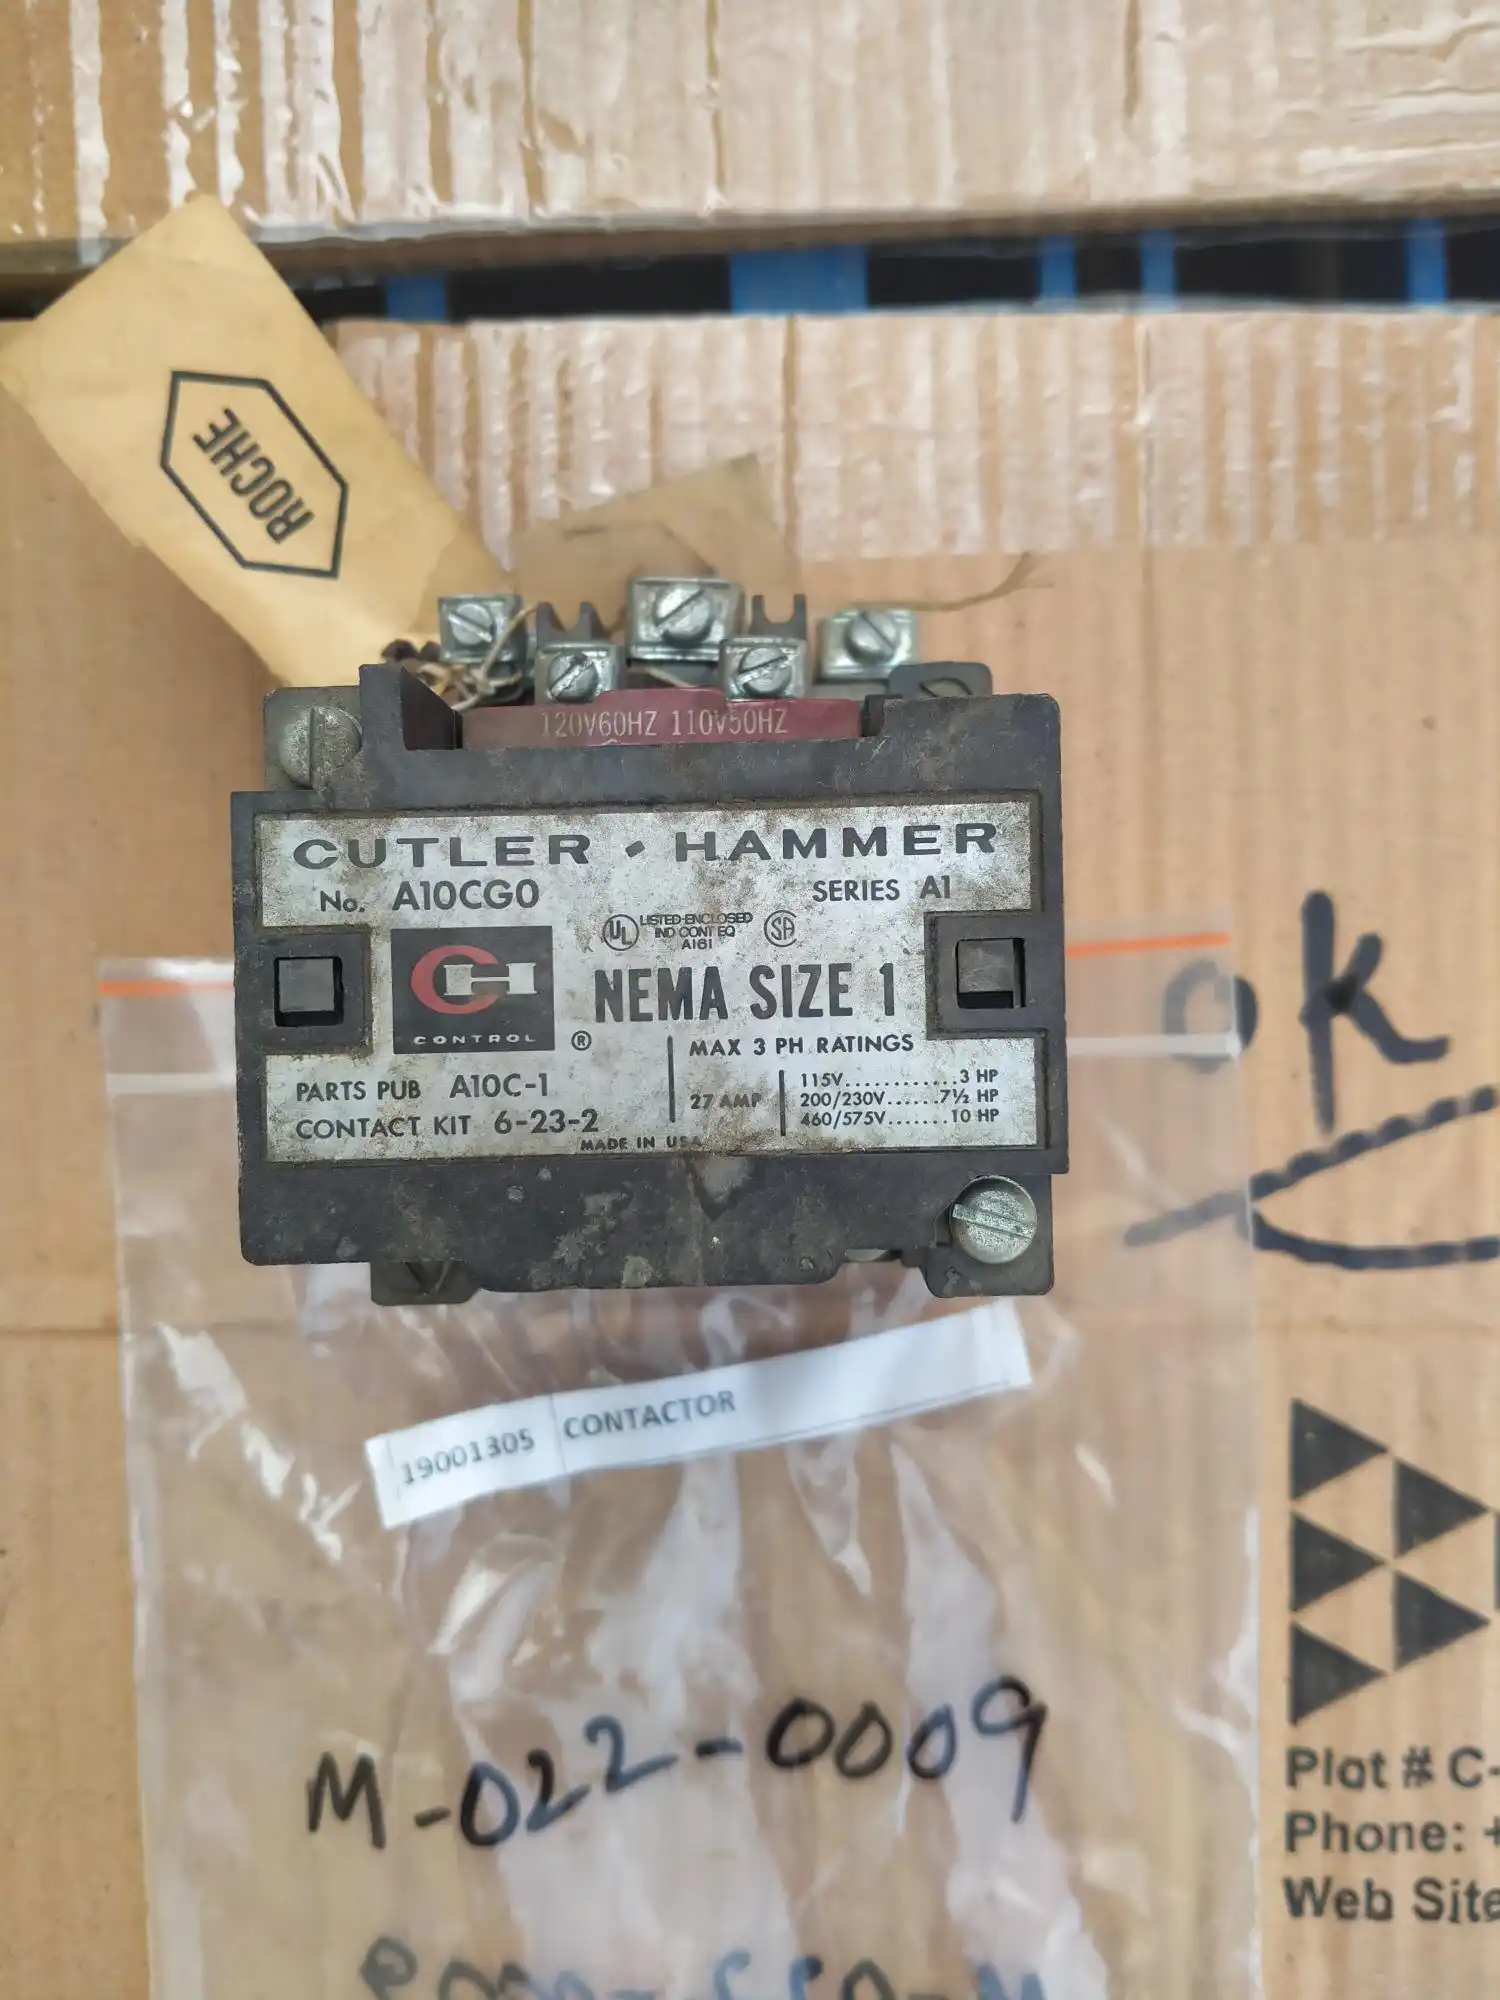 ROCHE
120V60HZ 110V50HZ
CUTLER-HAMMER
No. A10CG0 SERIES A1
UL LISTED-ENCLOSED SA
IND CONT EQ
A161
CH
CONTROL ®
NEMA SIZE 1
MAX 3 PH RATINGS
27 AMP
115V............3 HP
200/230V......7½ HP
460/575V.......10 HP
PARTS PUB A10C-1
CONTACT KIT 6-23-2
MADE IN USA
OK
19001305 CONTACTOR
M-022-0009
Plot # C-
Phone: +
Web Site